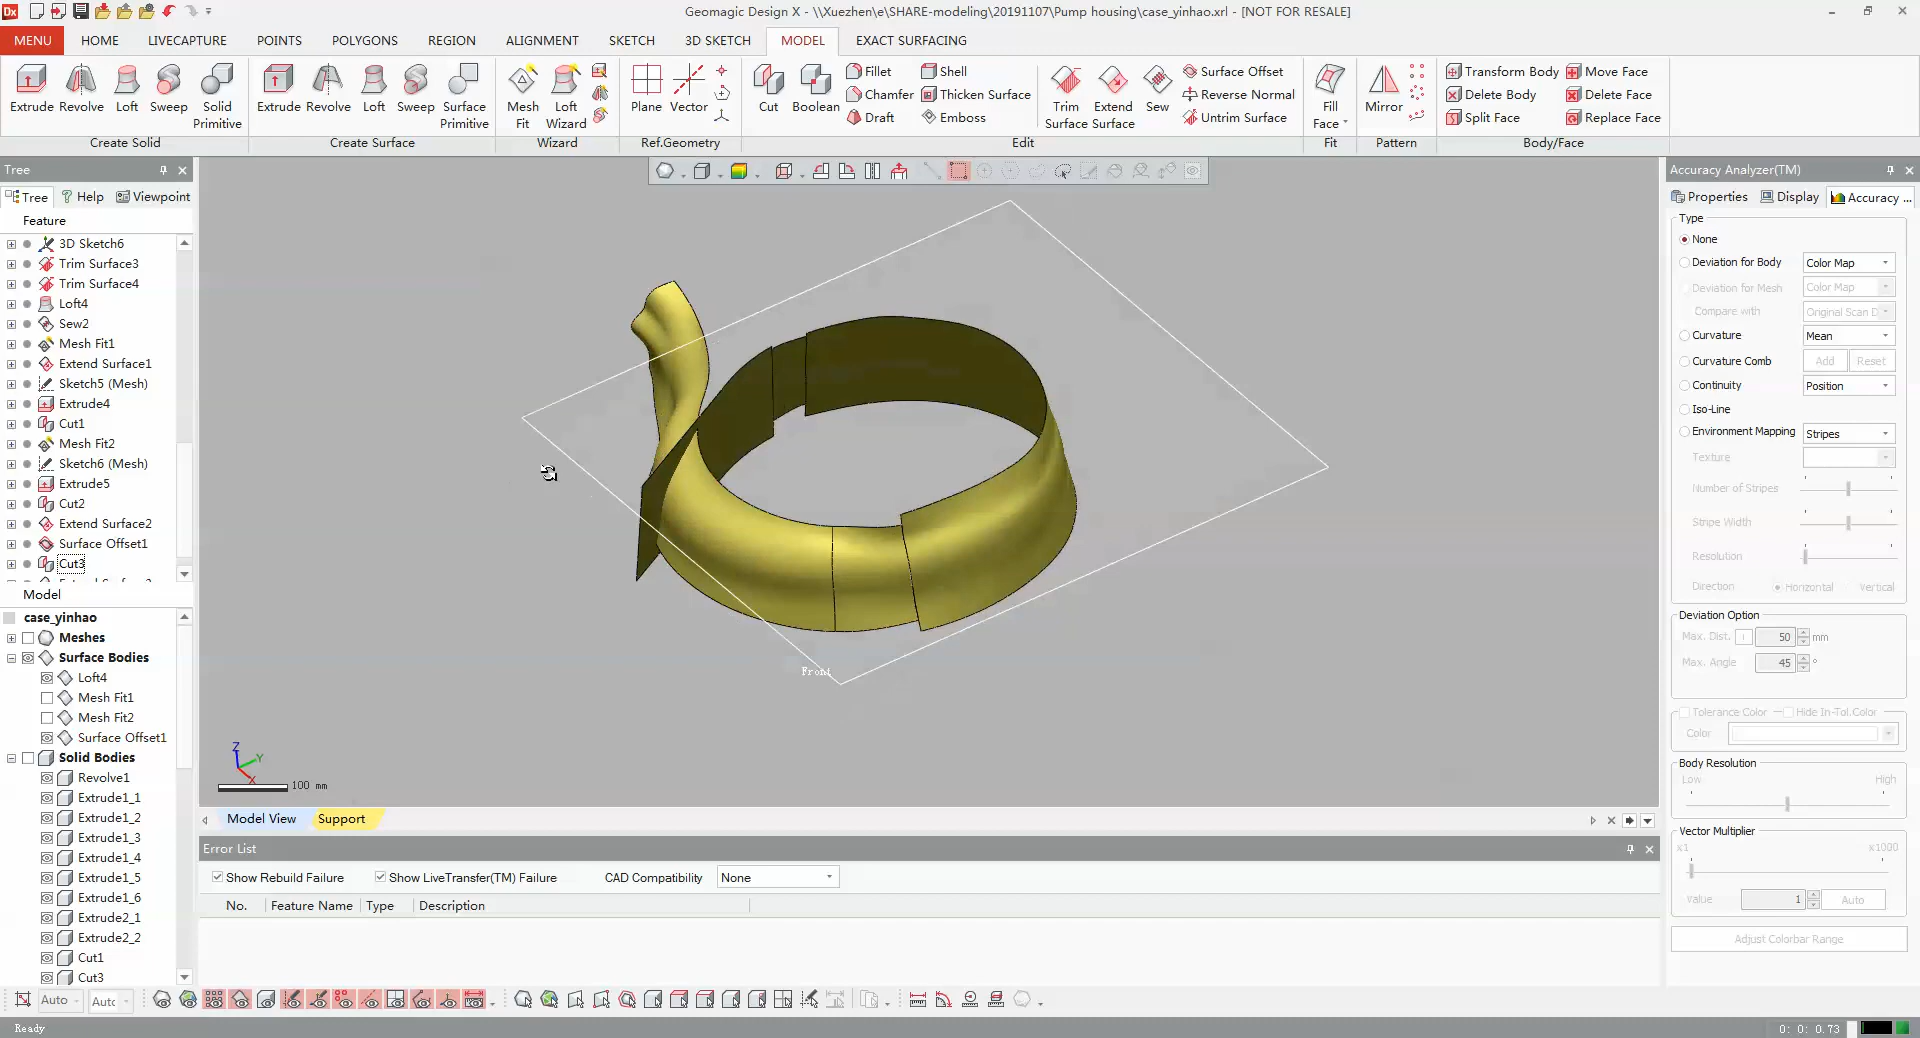 Geomagic Design X - \\Xuezhen\e\SHARE-modeling\20191107\Pump housing\case_yinhao.xrl - [NOT FOR RESALE]
MENU HOME LIVECAPTURE POINTS POLYGONS REGION ALIGNMENT SKETCH 3D SKETCH MODEL EXACT SURFACING
Extrude Revolve Loft Sweep Solid Primitive
Create Solid
Extrude Revolve Loft Sweep Surface Primitive
Create Surface
Mesh Fit Loft Wizard
Wizard
Plane Vector
Ref.Geometry
Cut Boolean
Fillet Shell
Chamfer Thicken Surface
Draft Emboss
Trim Surface Extend Surface Sew
Surface Offset
Reverse Normal
Untrim Surface
Edit
Fill Face
Fit
Mirror
Pattern
Transform Body Move Face
Delete Body Delete Face
Split Face Replace Face
Body/Face
Tree
Tree Help Viewpoint
Feature
3D Sketch6
Trim Surface3
Trim Surface4
Loft4
Sew2
Mesh Fit1
Extend Surface1
Sketch5 (Mesh)
Extrude4
Cut1
Mesh Fit2
Sketch6 (Mesh)
Extrude5
Cut2
Extend Surface2
Surface Offset1
Cut3
Model
case_yinhao
Meshes
Surface Bodies
Loft4
Mesh Fit1
Mesh Fit2
Surface Offset1
Solid Bodies
Revolve1
Extrude1_1
Extrude1_2
Extrude1_3
Extrude1_4
Extrude1_5
Extrude1_6
Extrude2_1
Extrude2_2
Cut1
Cut3
Front
Z
Y
X
100 mm
Model View Support
Error List
Show Rebuild Failure Show LiveTransfer(TM) Failure CAD Compatibility None
No. Feature Name Type Description
Accuracy Analyzer(TM)
Properties Display Accuracy ...
Type
None
Deviation for Body Color Map
Deviation for Mesh Color Map
Compare with Original Scan D
Curvature Mean
Curvature Comb Add Reset
Continuity Position
Iso-Line
Environment Mapping Stripes
Texture
Number of Stripes
Stripe Width
Resolution
Direction Horizontal Vertical
Deviation Option
Max. Dist. 50 mm
Max. Angle 45 °
Tolerance Color Hide In-Tol.Color
Color
Body Resolution
Low High
Vector Multiplier
x1 x1000
Value 1 Auto
Adjust Colorbar Range
Auto Auto
Ready
0: 0: 0.73